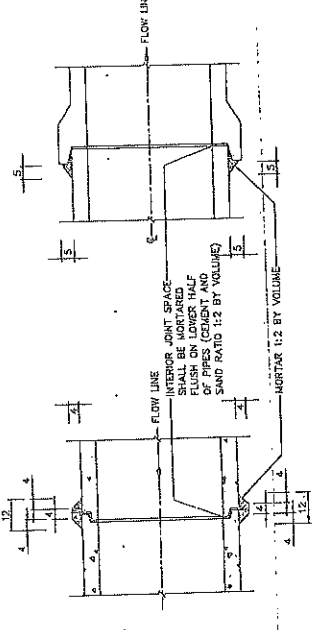 FLOW LINE
5
5
5
5
℄
INTERIOR JOINT SPACE
SHALL BE MORTARED
FLUSH ON LOWER HALF
OF PIPES (CEMENT AND
SAND RATIO 1:2 BY VOLUME)
FLOW LINE
4
4
MORTAR 1:2 BY VOLUME
12
4
4
4
4
4
4
12